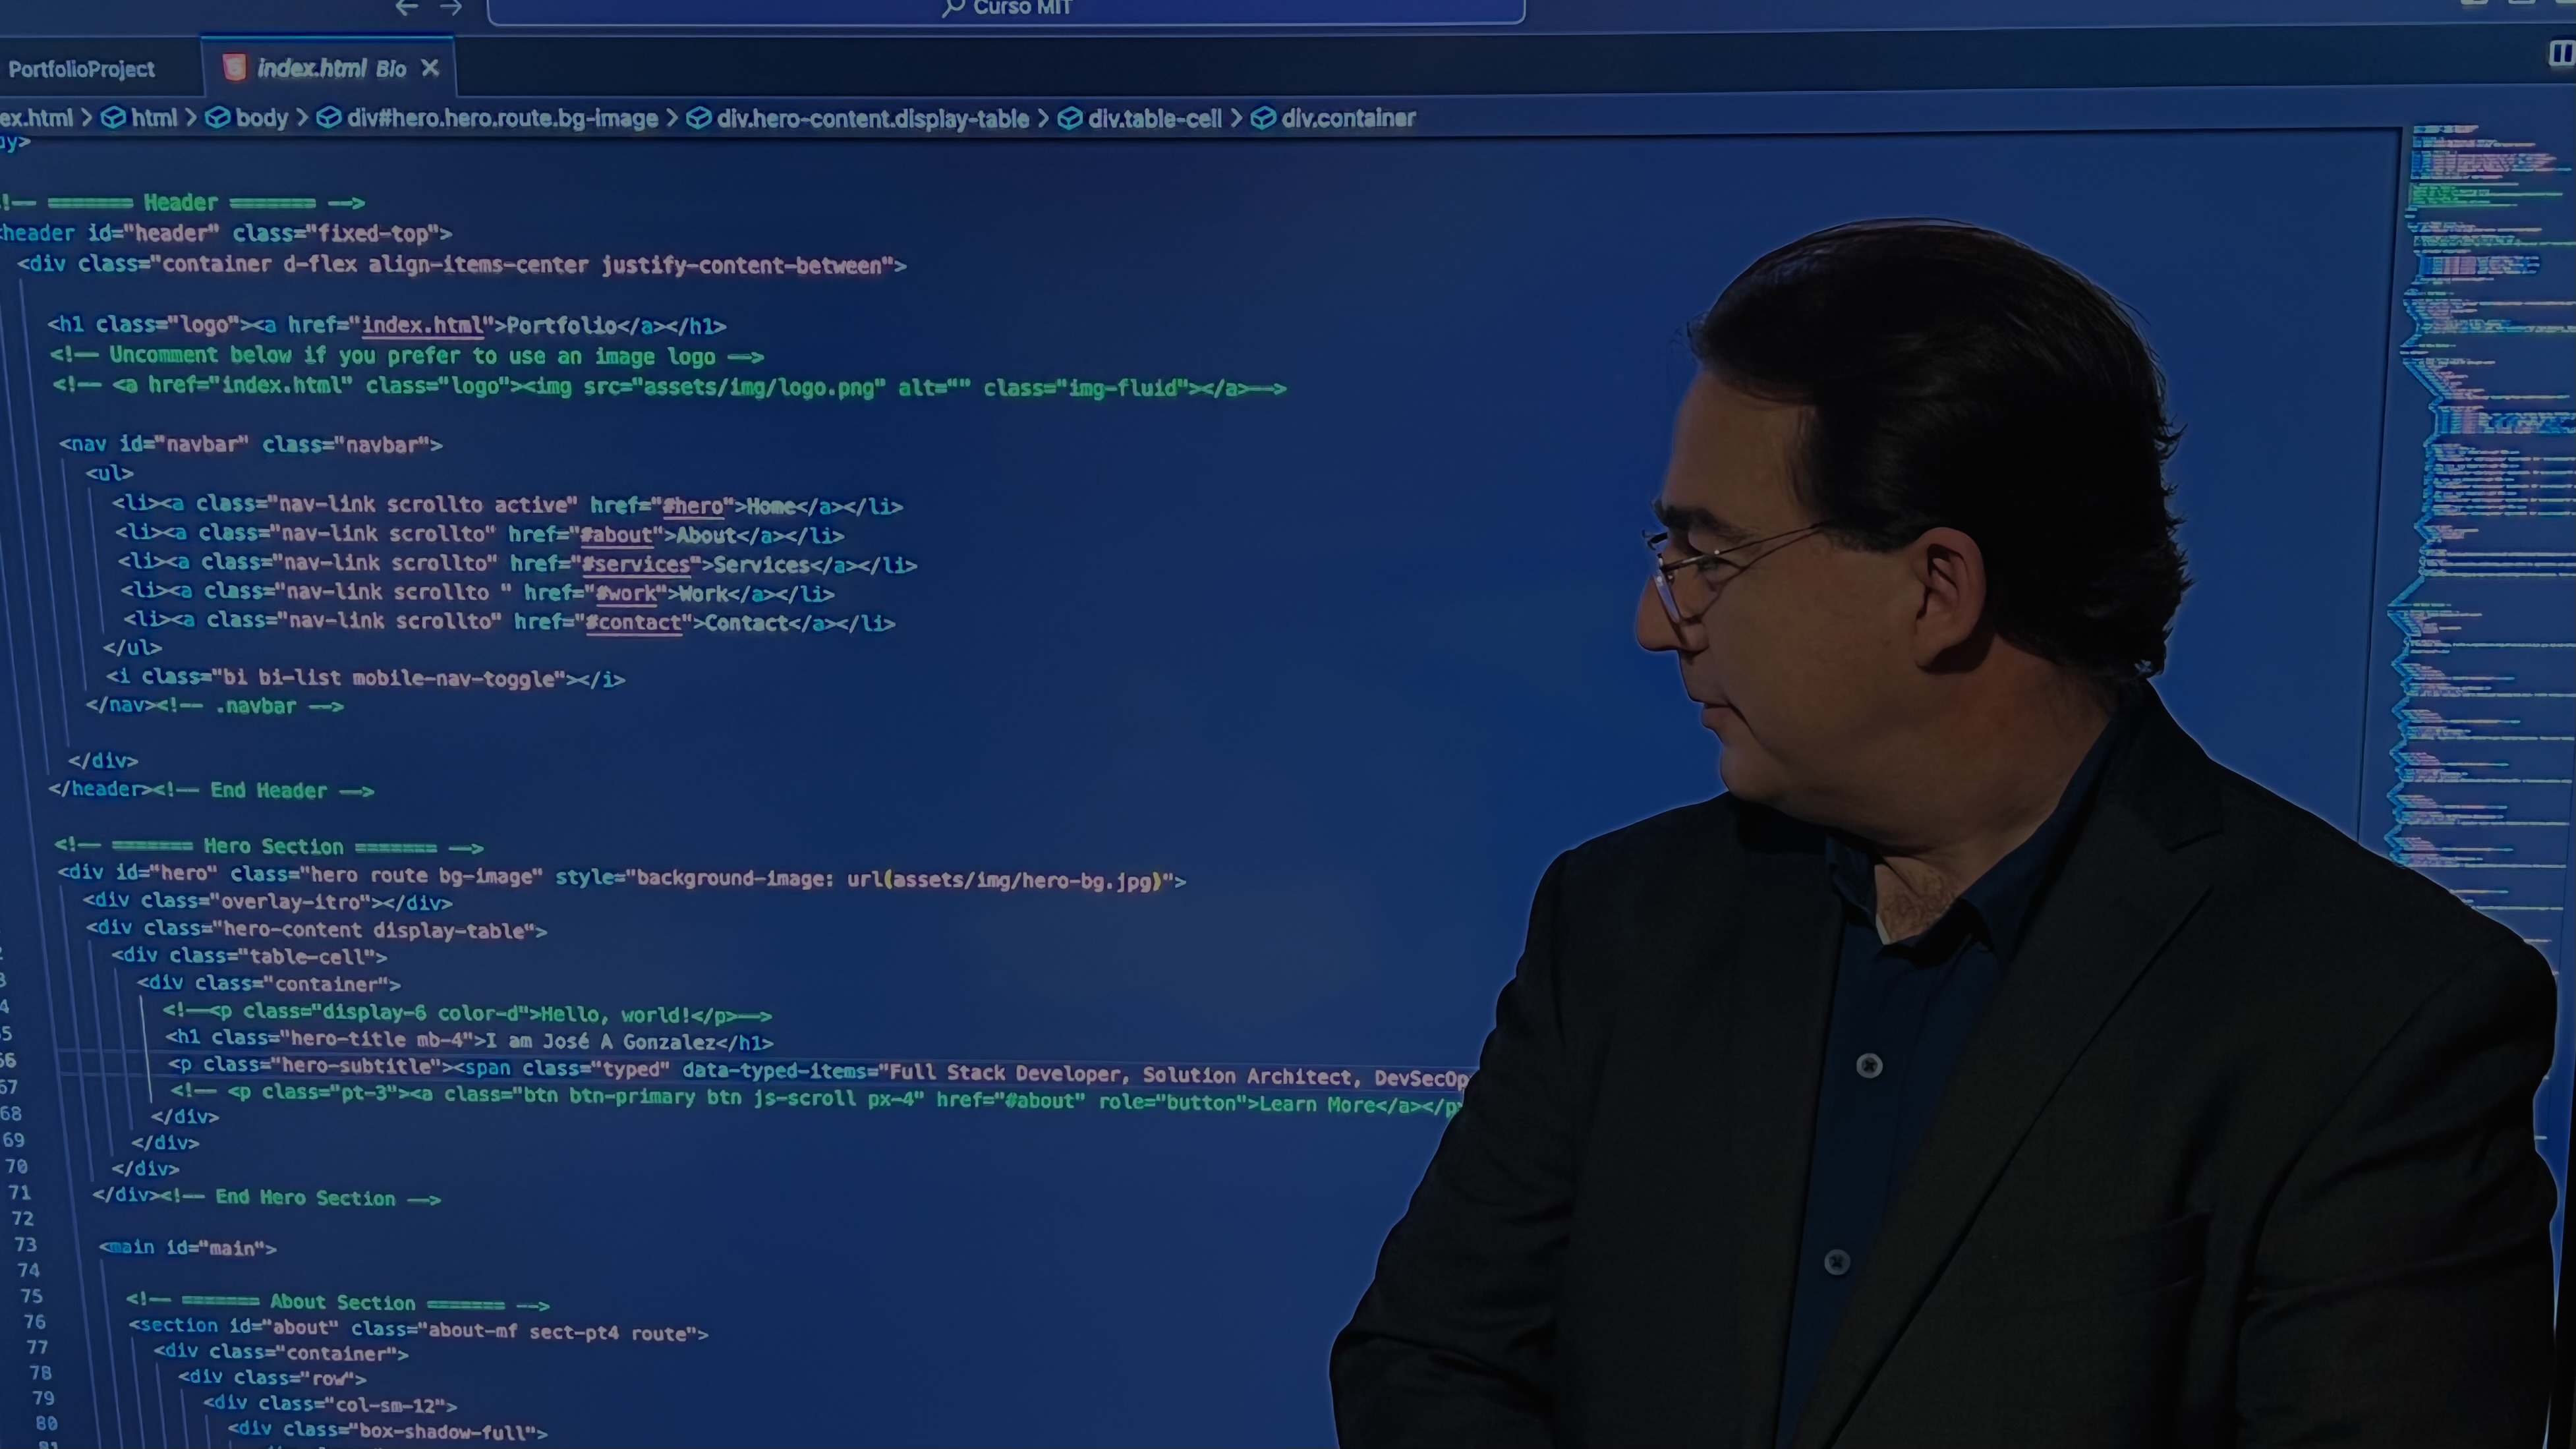 Curso MIT
PortfolioProject
index.html Bio
ex.html > html > body > div#hero.hero.route.bg-image > div.hero-content.display-table > div.table-cell > div.container
dy>
!-- ======= Header ======= -->
<header id="header" class="fixed-top">
<div class="container d-flex align-items-center justify-content-between">
<h1 class="logo"><a href="index.html">Portfolio</a></h1>
<!-- Uncomment below if you prefer to use an image logo -->
<!-- <a href="index.html" class="logo"><img src="assets/img/logo.png" alt="" class="img-fluid"></a>-->
<nav id="navbar" class="navbar">
<ul>
<li><a class="nav-link scrollto active" href="#hero">Home</a></li>
<li><a class="nav-link scrollto" href="#about">About</a></li>
<li><a class="nav-link scrollto" href="#services">Services</a></li>
<li><a class="nav-link scrollto " href="#work">Work</a></li>
<li><a class="nav-link scrollto" href="#contact">Contact</a></li>
</ul>
<i class="bi bi-list mobile-nav-toggle"></i>
</nav><!-- .navbar -->
</div>
</header><!-- End Header -->
<!-- ======= Hero Section ======= -->
<div id="hero" class="hero route bg-image" style="background-image: url(assets/img/hero-bg.jpg)">
<div class="overlay-itro"></div>
<div class="hero-content display-table">
2 <div class="table-cell">
3 <div class="container">
4 <!--<p class="display-6 color-d">Hello, world!</p>-->
65 <h1 class="hero-title mb-4">I am José A Gonzalez</h1>
66 <p class="hero-subtitle"><span class="typed" data-typed-items="Full Stack Developer, Solution Architect, DevSecOp
67 <!-- <p class="pt-3"><a class="btn btn-primary btn js-scroll px-4" href="#about" role="button">Learn More</a></p>
68 </div>
69 </div>
70 </div>
71 </div><!-- End Hero Section -->
72
73 <main id="main">
74
75 <!-- ======= About Section ======= -->
76 <section id="about" class="about-mf sect-pt4 route">
77 <div class="container">
78 <div class="row">
79 <div class="col-sm-12">
80 <div class="box-shadow-full">
81